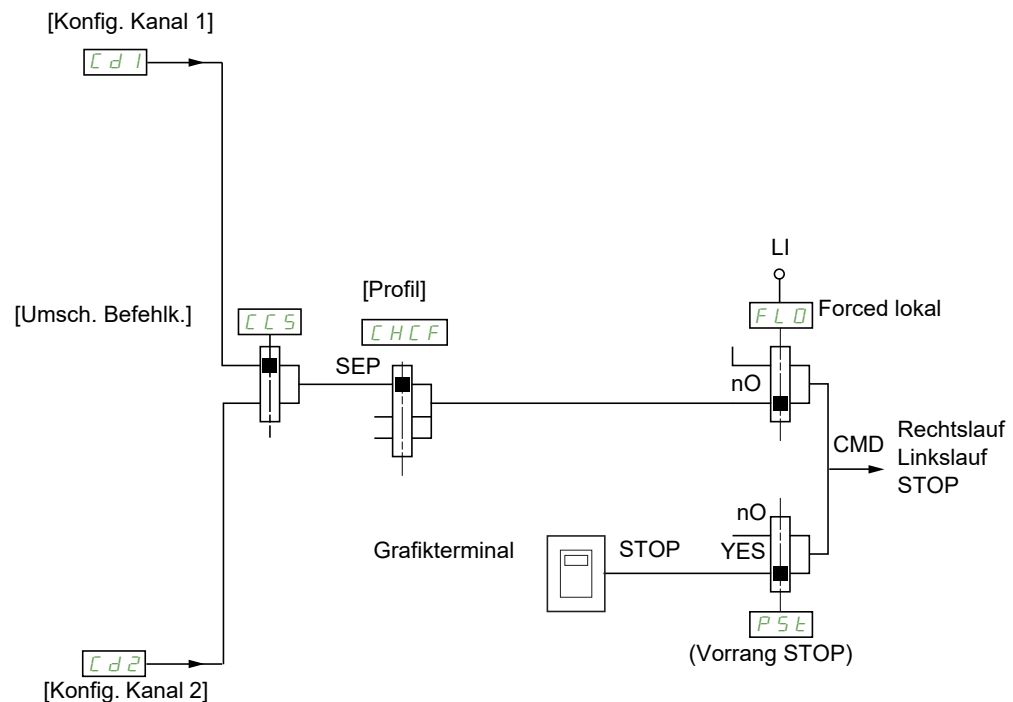 [Konfig. Kanal 1]
Cd1
LI
[Profil]
[Umsch. Befehlk.]
CCS
CHCF
FLO
Forced lokal
SEP
nO
CMD
Rechtslauf
Linkslauf
STOP
nO
Grafikterminal
STOP
YES
PSt
(Vorrang STOP)
Cd2
[Konfig. Kanal 2]